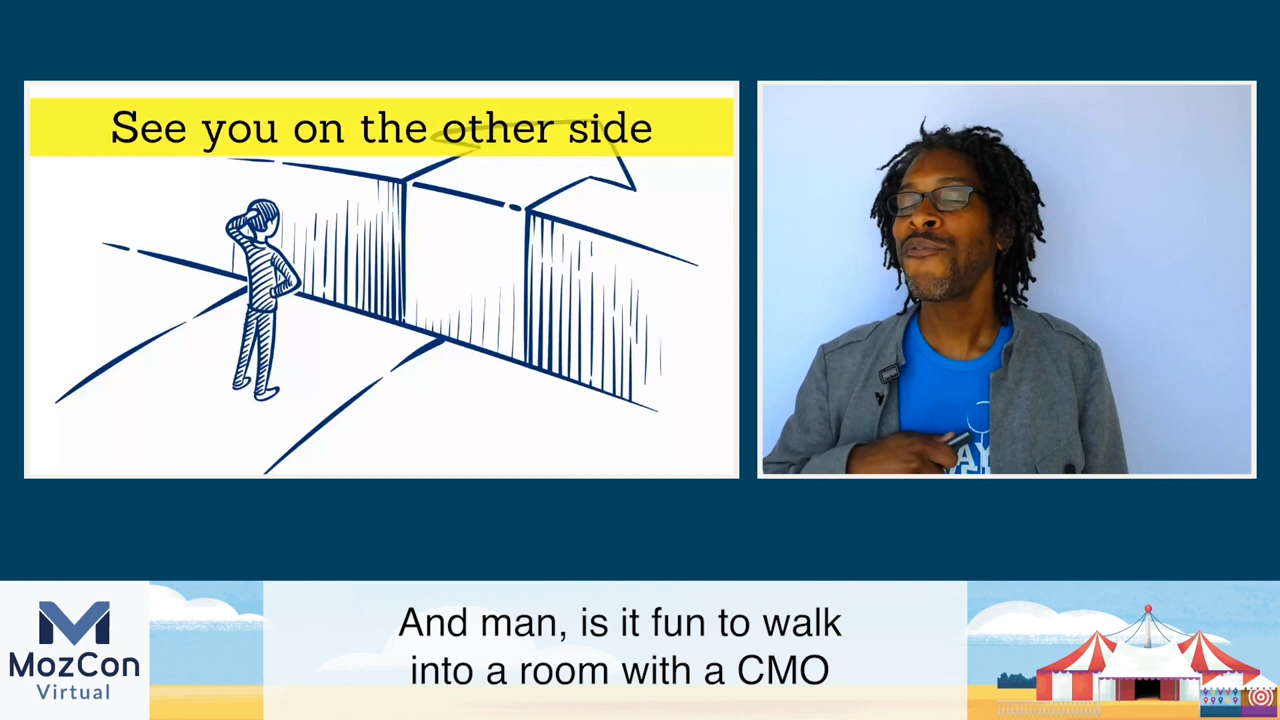 See you on the other side
And man, is it fun to walk
into a room with a CMO
MozCon
Virtual